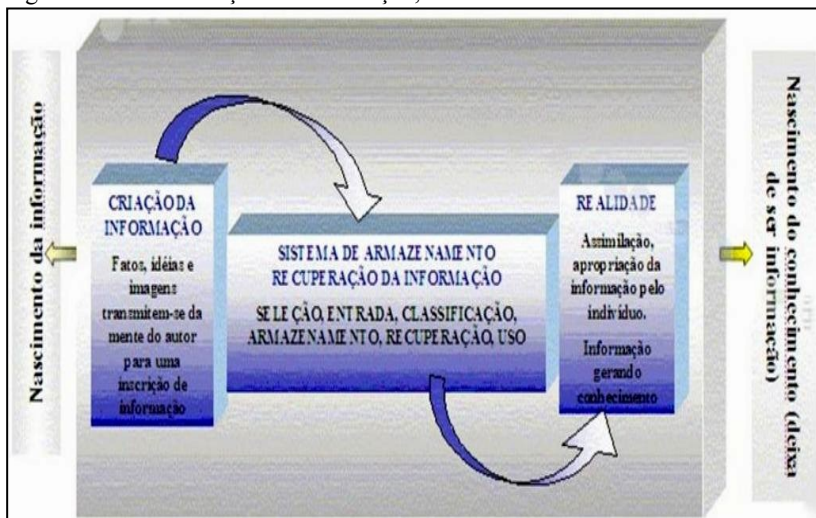 Nascimento da informação
CRIAÇÃO DA
INFORMAÇÃO
Fatos, idéias e
imagens
transmitem-se da
mente do autor
para uma
inscrição de
informação
SISTEMA DE ARMAZENAMENTO
RECUPERAÇÃO DA INFORMAÇÃO
SELEÇÃO, ENTRADA, CLASSIFICAÇÃO,
ARMAZENAMENTO, RECUPERAÇÃO, USO
REALIDADE
Assimilação,
apropriação da
informação pelo
indivíduo.
Informação
gerando
conhecimento
Nascimento do conhecimento (deixa
de ser informação)